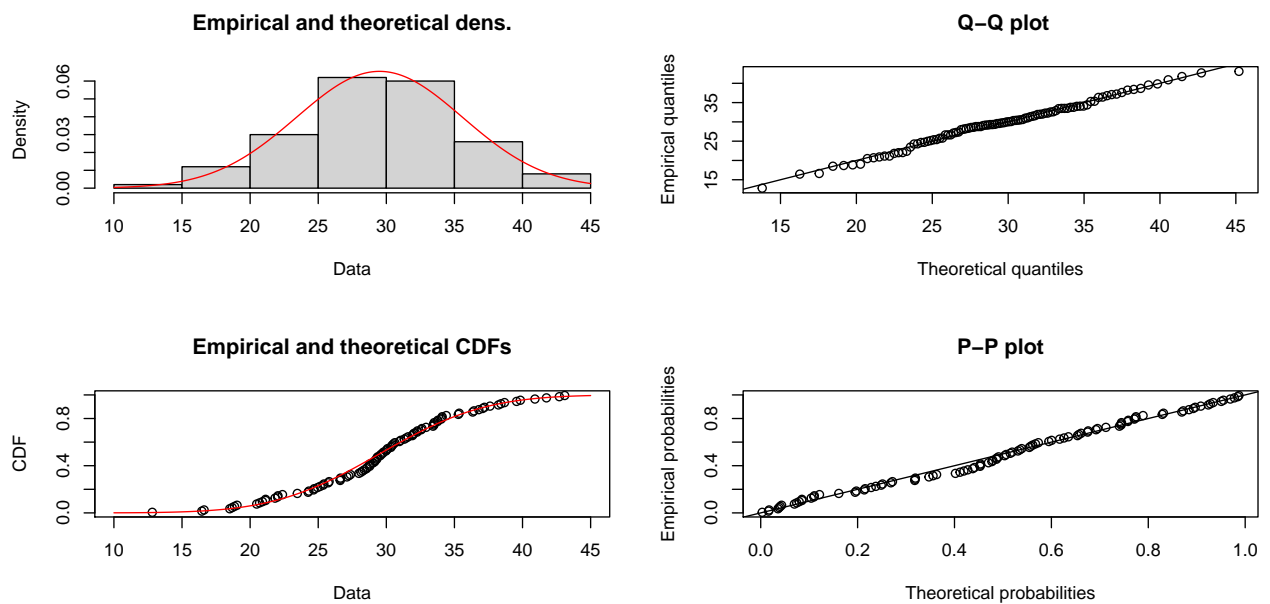 Empirical and theoretical dens.
Density
0.00 0.03 0.06
10 15 20 25 30 35 40 45
Data
Q−Q plot
Empirical quantiles
15 25 35
15 20 25 30 35 40 45
Theoretical quantiles
Empirical and theoretical CDFs
CDF
0.0 0.4 0.8
10 15 20 25 30 35 40 45
Data
P−P plot
Empirical probabilities
0.0 0.4 0.8
0.0 0.2 0.4 0.6 0.8 1.0
Theoretical probabilities